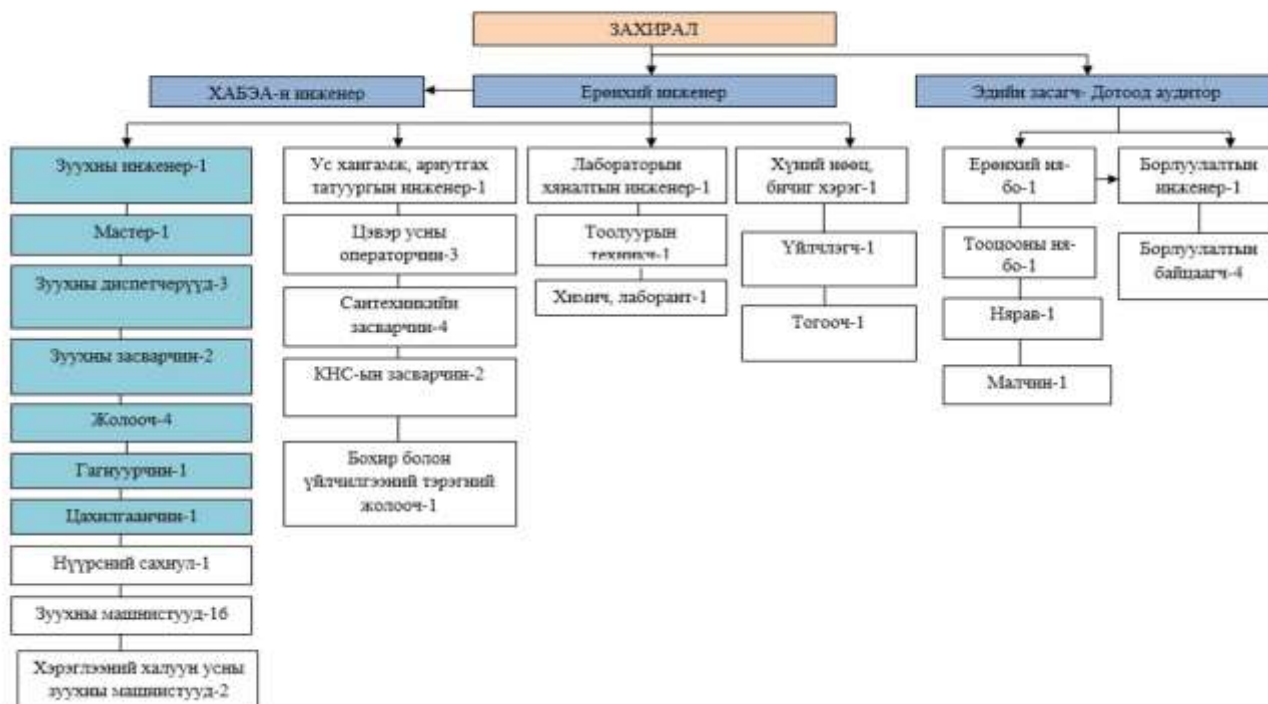 ЗАХИРАЛ
ХАБЭА-н инженер
Ерөнхий инженер
Эдийн засагч- Дотоод аудитор
Зуухны инженер-1
Мастер-1
Зуухны диспетчерүүд-3
Зуухны засварчин-2
Жолооч-4
Гагнуурчин-1
Цахилгаанчин-1
Нүүрсний сахиул-1
Зуухны машинистууд-16
Хэрэглээний халуун усны
зуухны машинистууд-2
Ус хангамж, ариутгах
татуургын инженер-1
Цэвэр усны
операторчин-3
Сантехникийн
засварчин-4
КНС-ын засварчин-2
Бохир болон
үйлчилгээний тэрэгний
жолооч-1
Лабораторын
хяналтын инженер-1
Тоолуурын
техникч-1
Химич, лаборант-1
Хүний нөөц,
бичиг хэрэг-1
Үйлчлэгч-1
Тогооч-1
Ерөнхий ня-
бо-1
Тооцооны ня-
бо-1
Нярав-1
Малчин-1
Борлуулалтын
инженер-1
Борлуулалтын
байцаагч-4